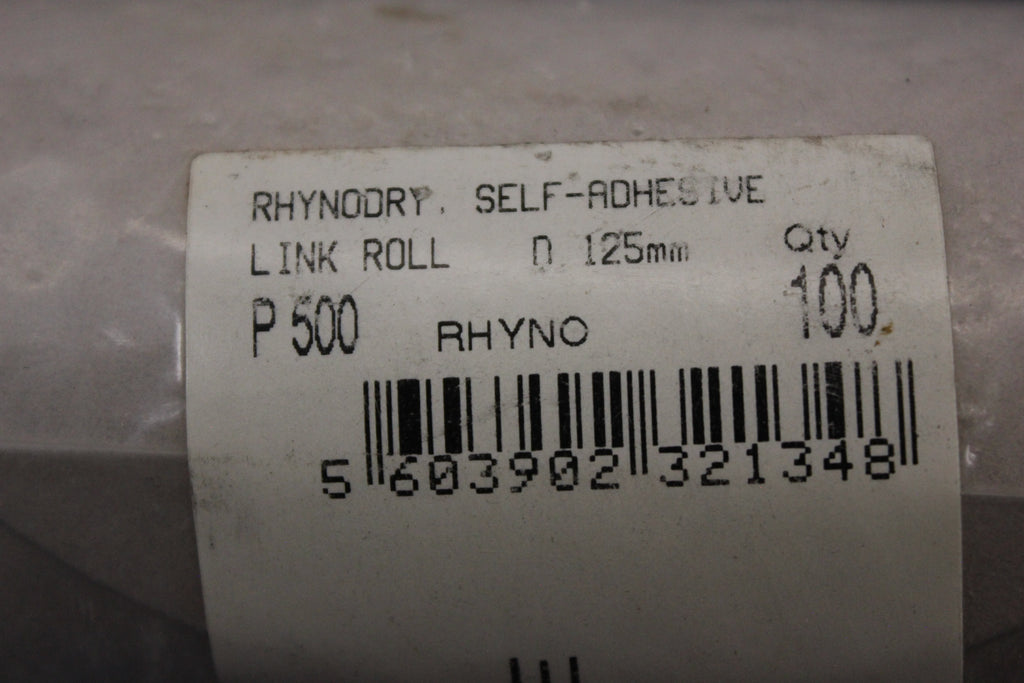 RHYNODRY. SELF-ADHESIVE
LINK ROLL D 125mm Qty
P 500 RHYNO 100
5 603902 321348